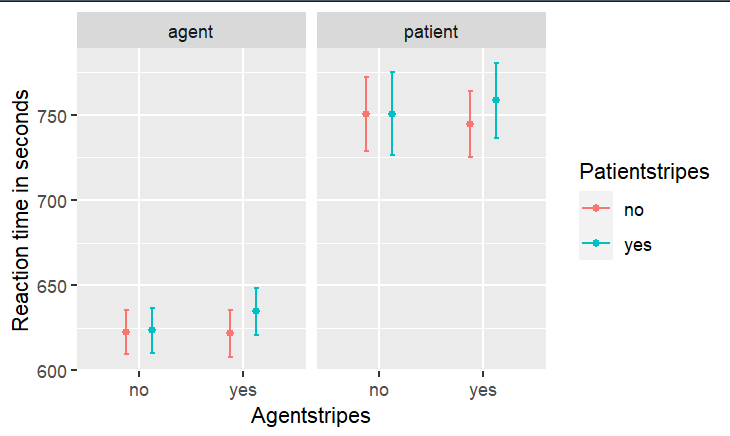 agent
patient
Reaction time in seconds
750
700
650
600
no
yes
no
yes
Agentstripes
Patientstripes
no
yes